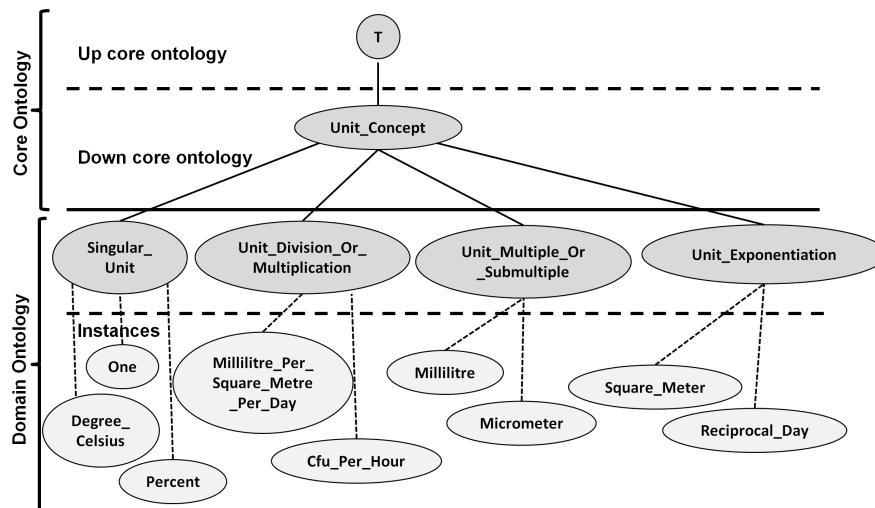 T
Up core ontology
Core Ontology
Unit_Concept
Down core ontology
Singular_
Unit
Unit_Division_Or_
Multiplication
Unit_Multiple_Or
_Submultiple
Unit_Exponentiation
Domain Ontology
Instances
One
Millilitre_Per_
Square_Metre
_Per_Day
Millilitre
Square_Meter
Degree_
Celsius
Micrometer
Reciprocal_Day
Cfu_Per_Hour
Percent